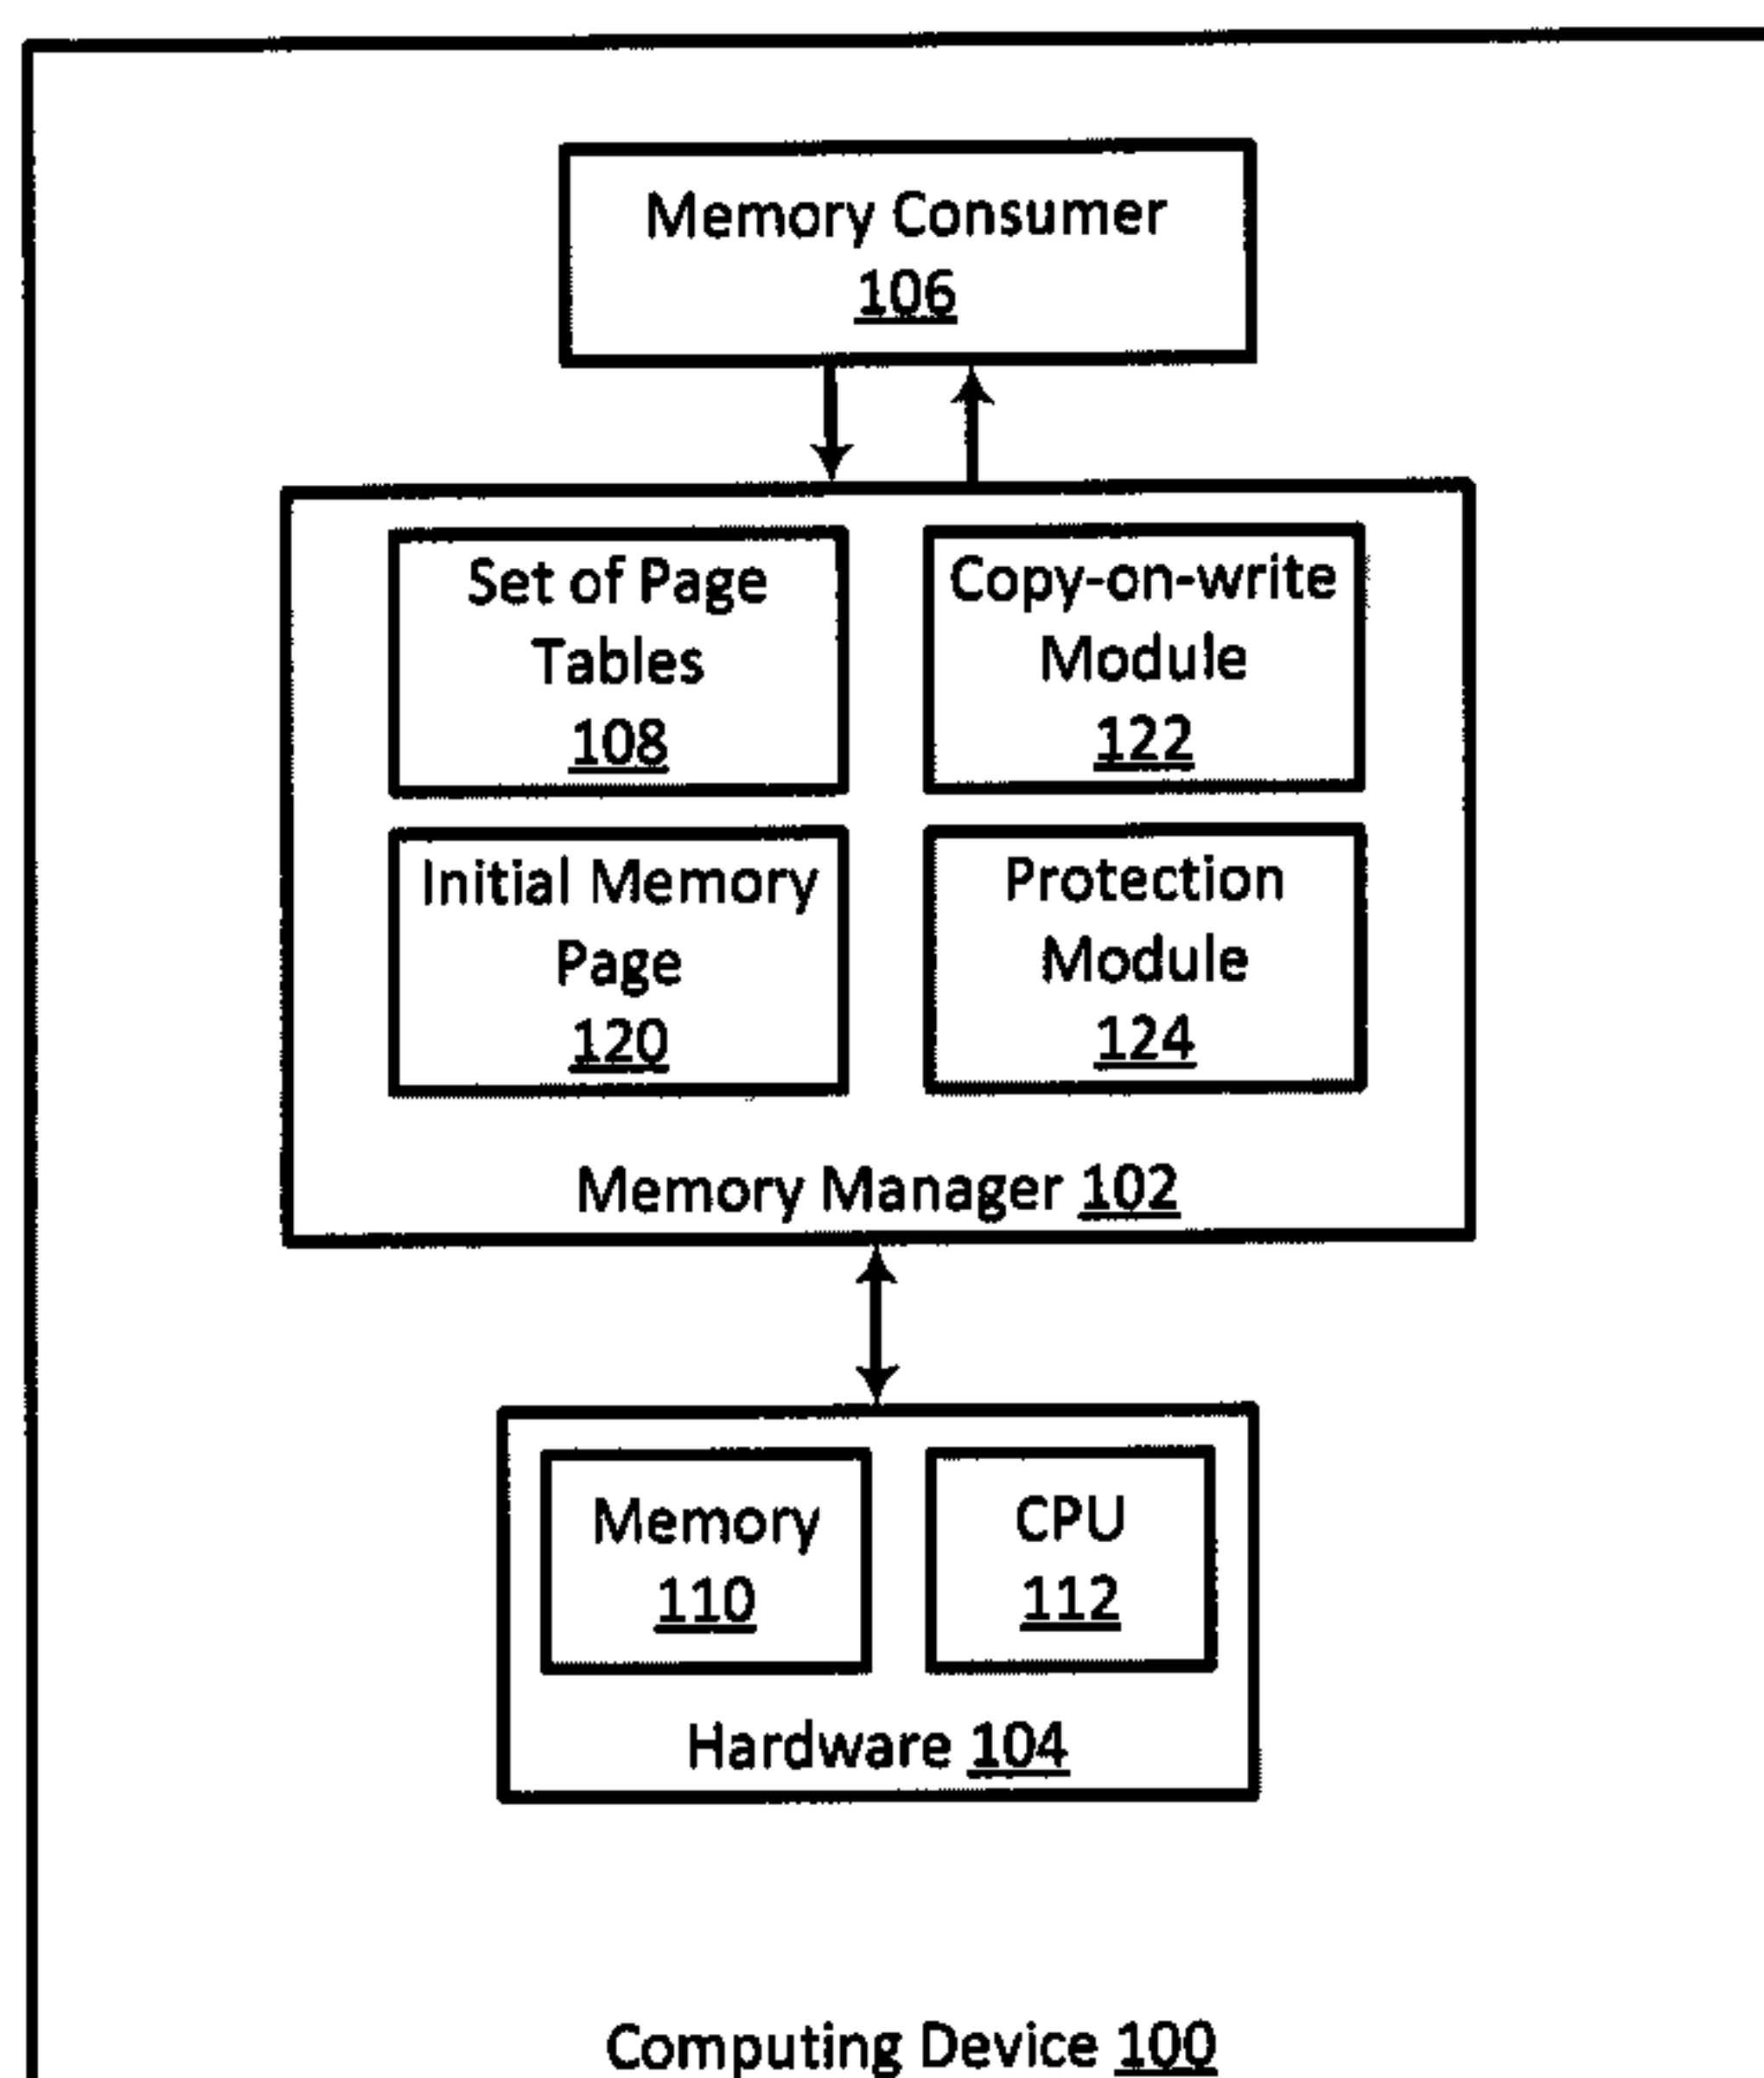 Memory Consumer
106
Set of Page
Tables
108
Copy-on-write
Module
122
Initial Memory
Page
120
Protection
Module
124
Memory Manager 102
Memory
110
CPU
112
Hardware 104
Computing Device 100